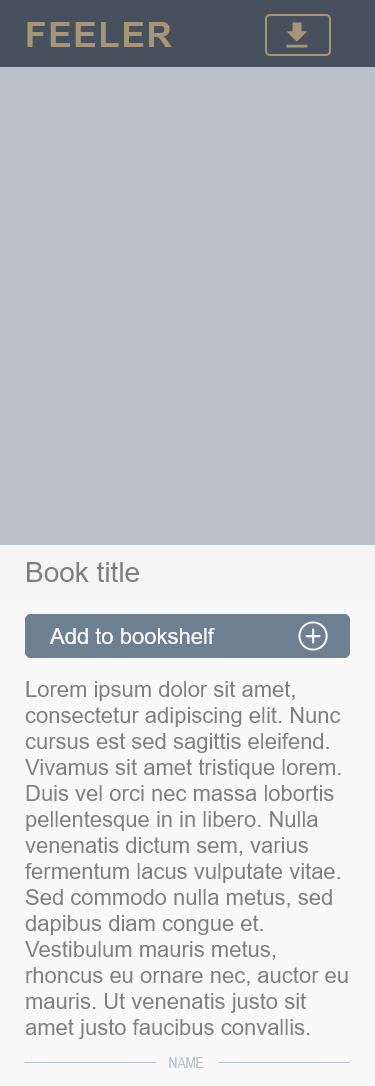 FEELER
Book title
Add to bookshelf
Lorem ipsum dolor sit amet,
consectetur adipiscing elit. Nunc
cursus est sed sagittis eleifend.
Vivamus sit amet tristique lorem.
Duis vel orci nec massa lobortis
pellentesque in in libero. Nulla
venenatis dictum sem, varius
fermentum lacus vulputate vitae.
Sed commodo nulla metus, sed
dapibus diam congue et.
Vestibulum mauris metus,
rhoncus eu ornare nec, auctor eu
mauris. Ut venenatis justo sit
amet justo faucibus convallis.
NAME